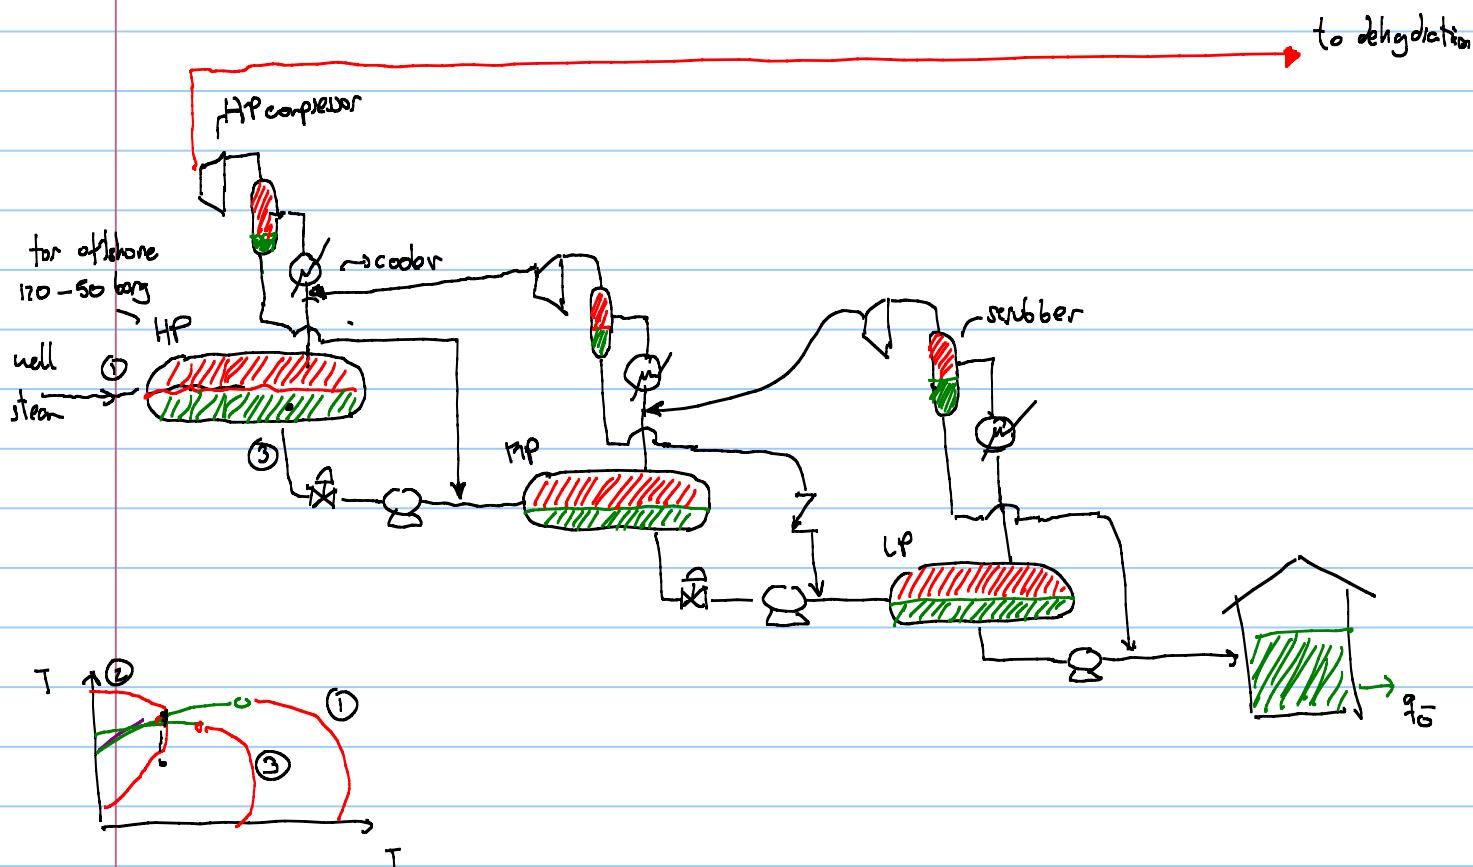 to dehydration
HP compressor
for offshore
120-50 barg
→ cooler
scrubber
HP
well
①
steam
③
MP
LP
T
②
①
③
q̄o
T